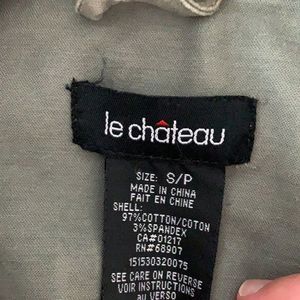 le château
SIZE: S/P
MADE IN CHINA
FAIT EN CHINE
SHELL:
97%COTTON/COTON
3%SPANDEX
CA#01217
RN#68907
151530320075
SEE CARE ON REVERSE
VOIR INSTRUCTIONS
AU VERSO